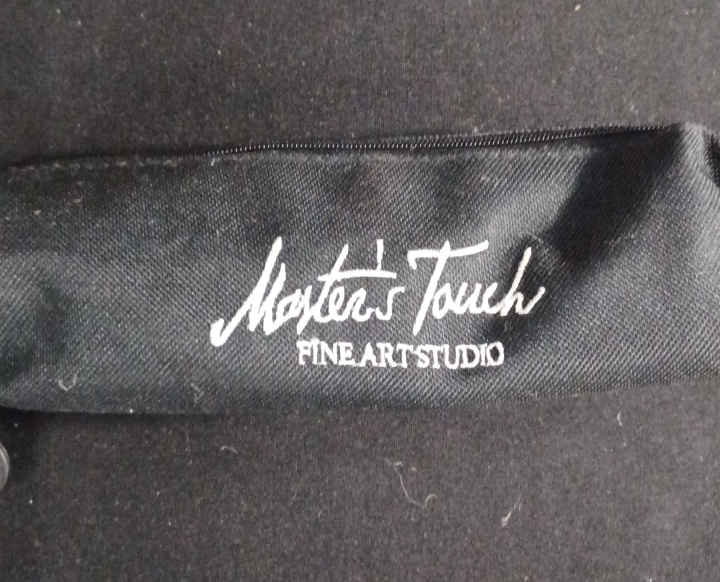 Master's Touch
FINE ART STUDIO